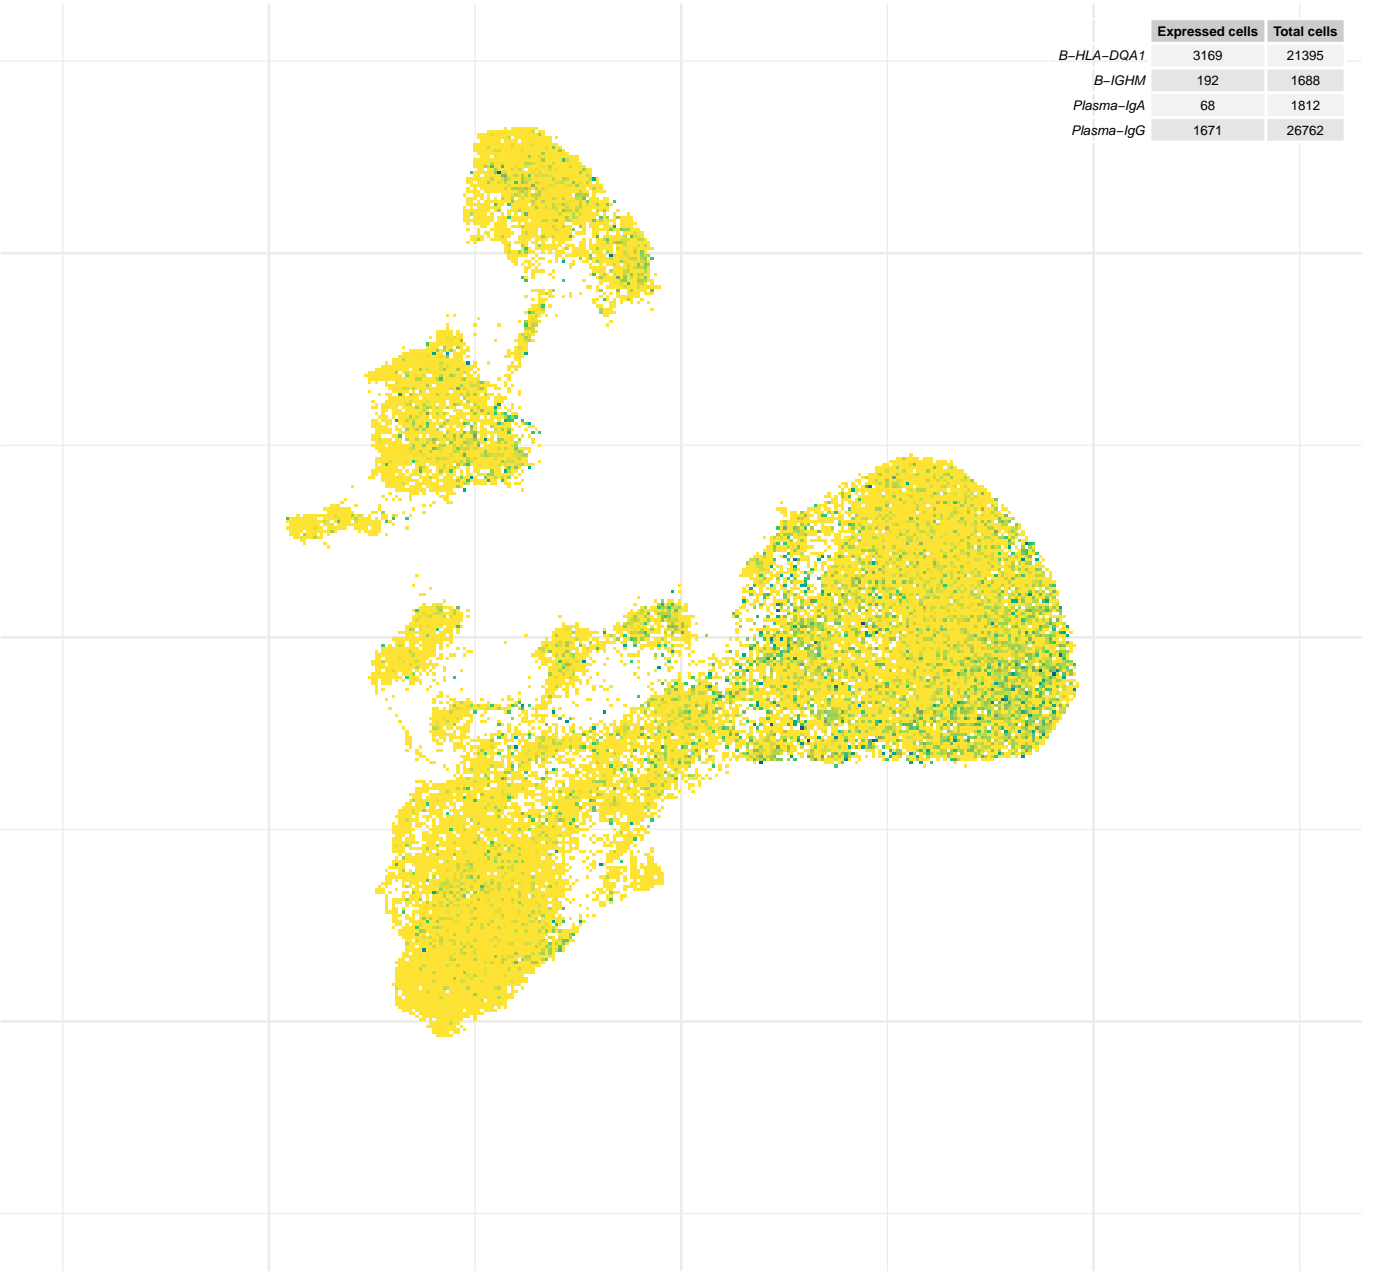 Expressed cells Total cells
B−HLA−DQA1 3169 21395
B−IGHM 192 1688
Plasma−IgA 68 1812
Plasma−IgG 1671 26762